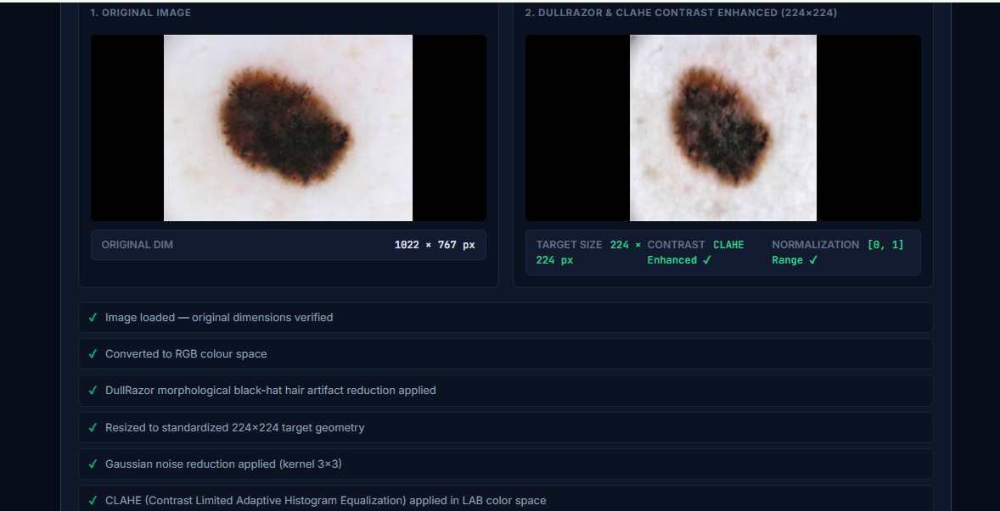 1. ORIGINAL IMAGE
2. DULLRAZOR & CLAHE CONTRAST ENHANCED (224×224)
ORIGINAL DIM 1022 × 767 px
TARGET SIZE 224 × 224 px
CONTRAST CLAHE Enhanced ✓
NORMALIZATION [0, 1] Range ✓
✓ Image loaded — original dimensions verified
✓ Converted to RGB colour space
✓ DullRazor morphological black-hat hair artifact reduction applied
✓ Resized to standardized 224×224 target geometry
✓ Gaussian noise reduction applied (kernel 3×3)
✓ CLAHE (Contrast Limited Adaptive Histogram Equalization) applied in LAB color space